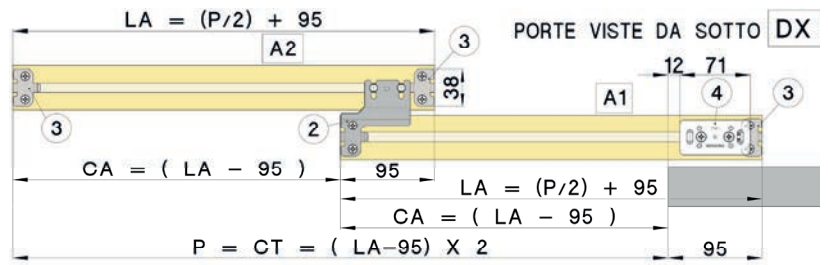 LA = (P/2) + 95
PORTE VISTE DA SOTTO DX
A2
3
12 71
38
A1
4
3
3
2
CA = ( LA - 95 )
95
LA = (P/2) + 95
CA = ( LA - 95 )
P = CT = ( LA-95) X 2
95